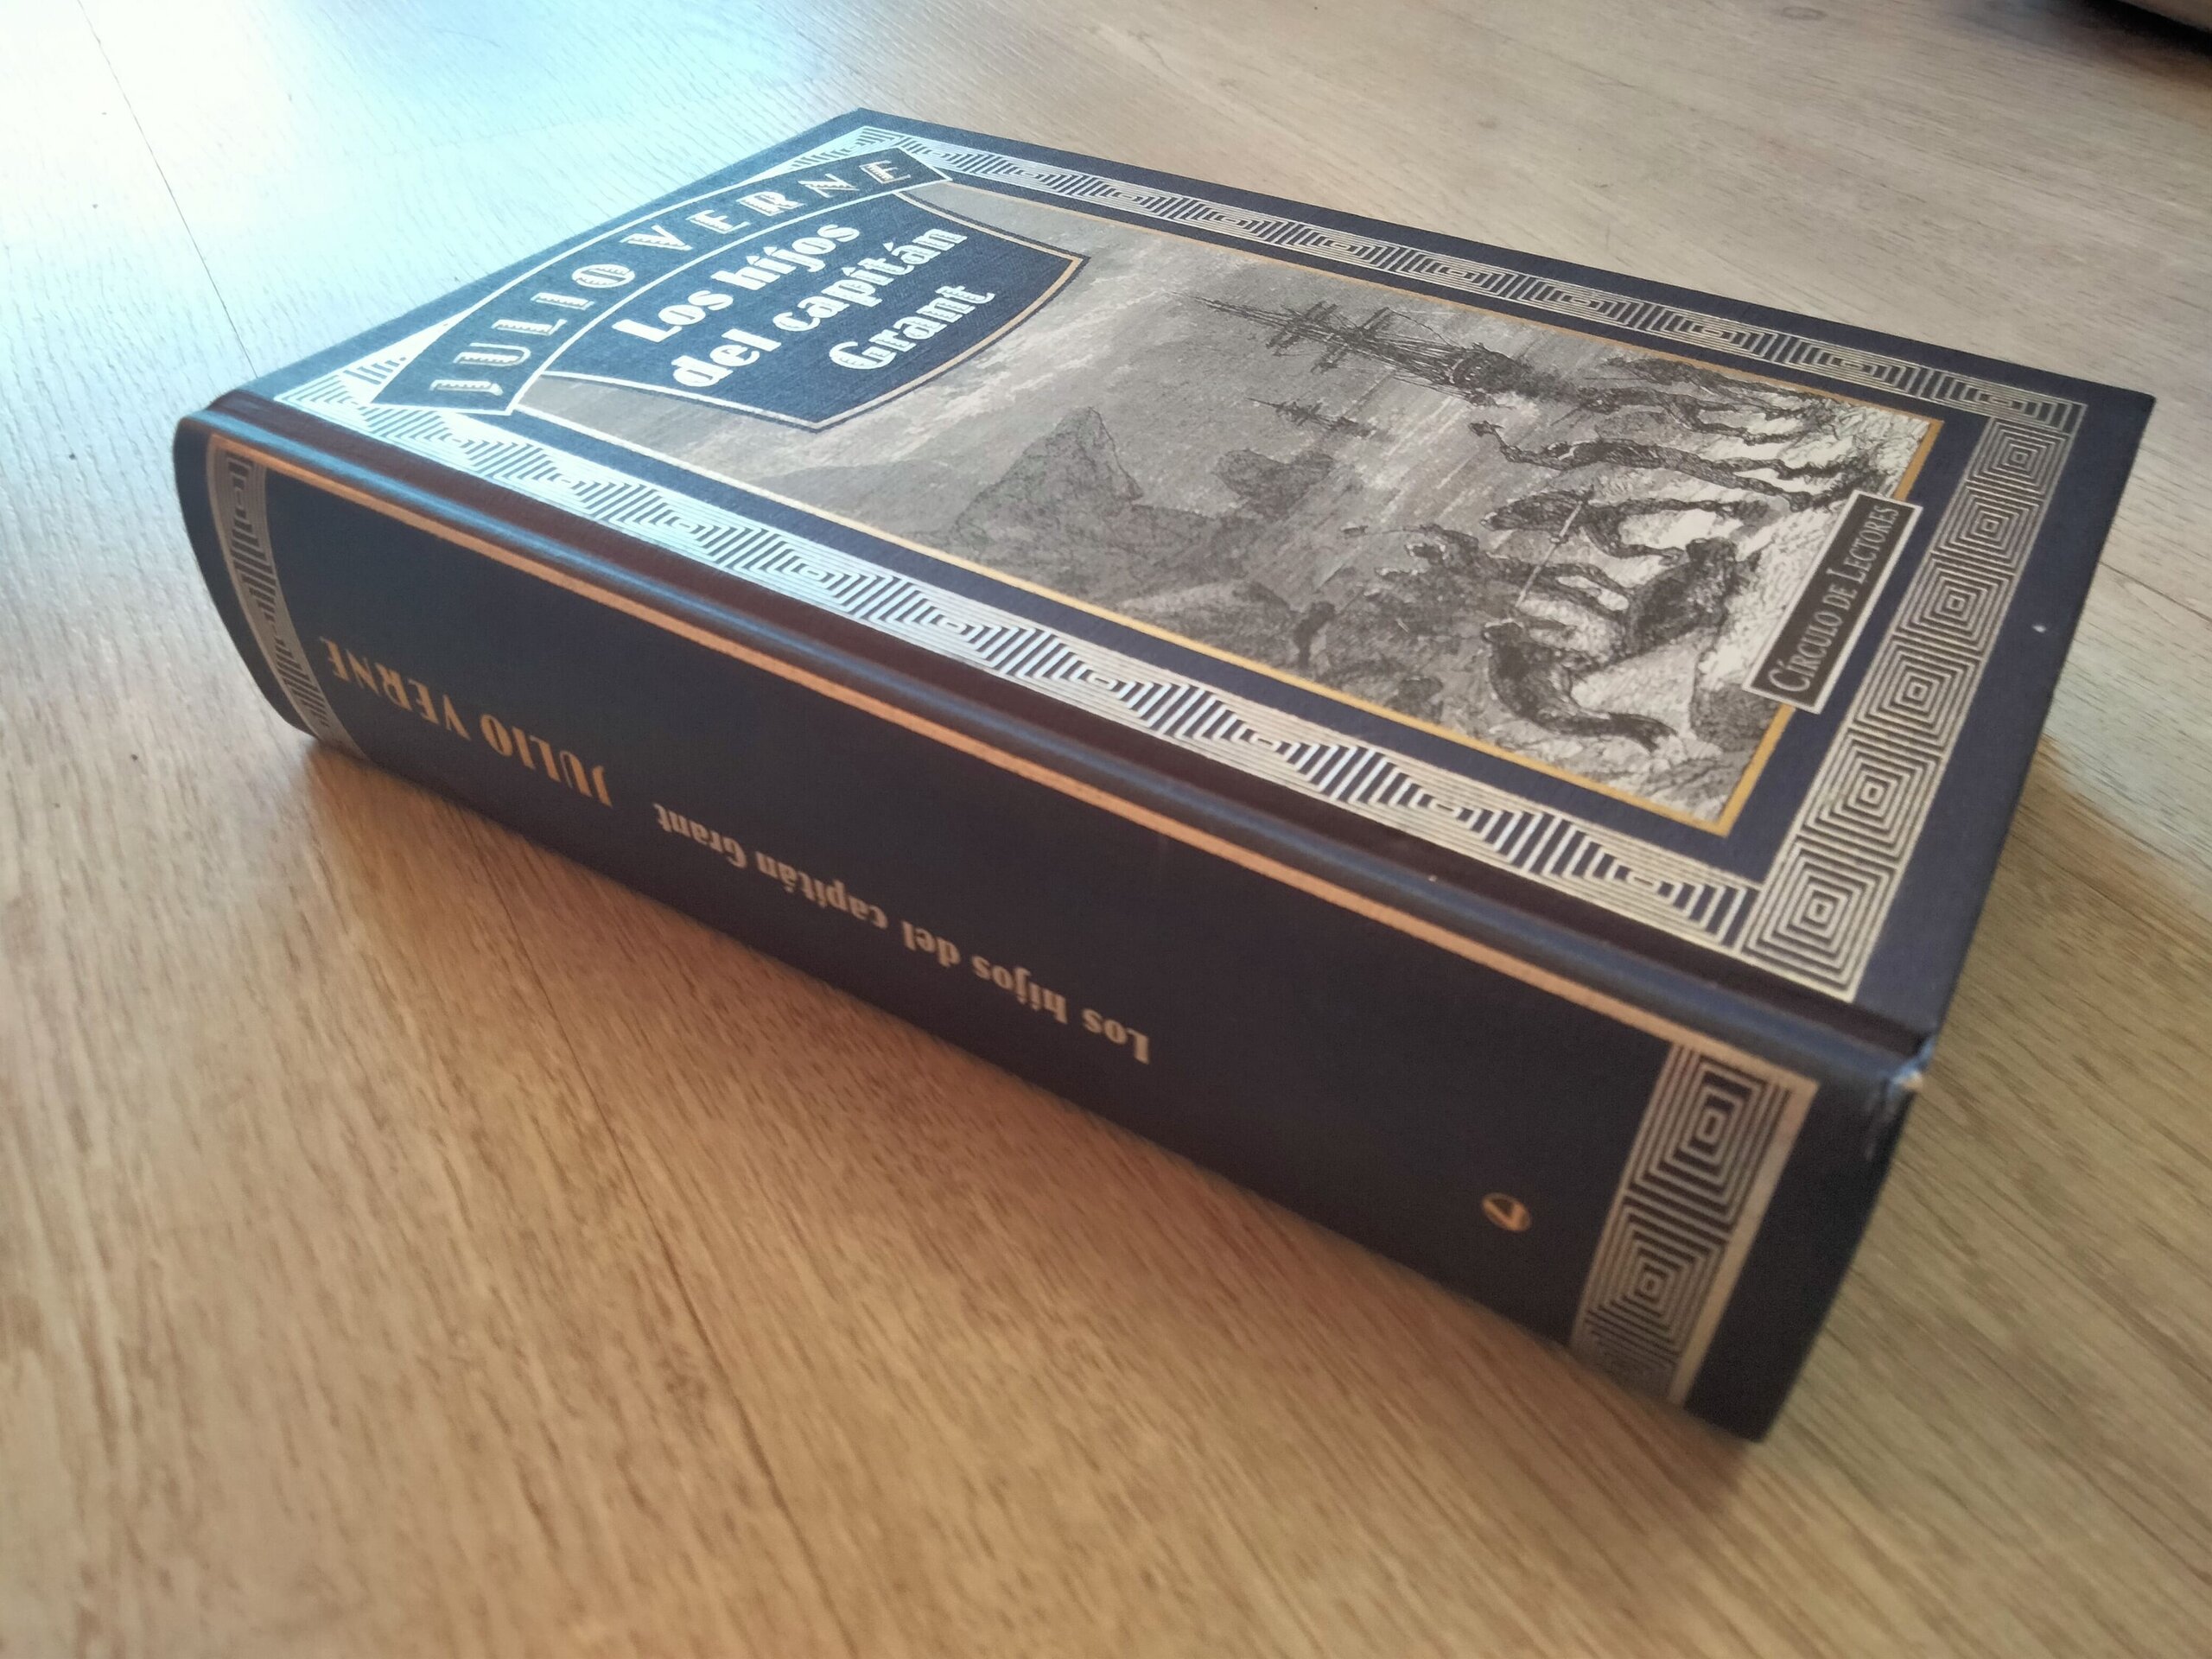 JULIO VERNE
Los hijos
del capitán
Grant
CÍRCULO DE LECTORES
JULIO VERNE
Los hijos del capitán Grant